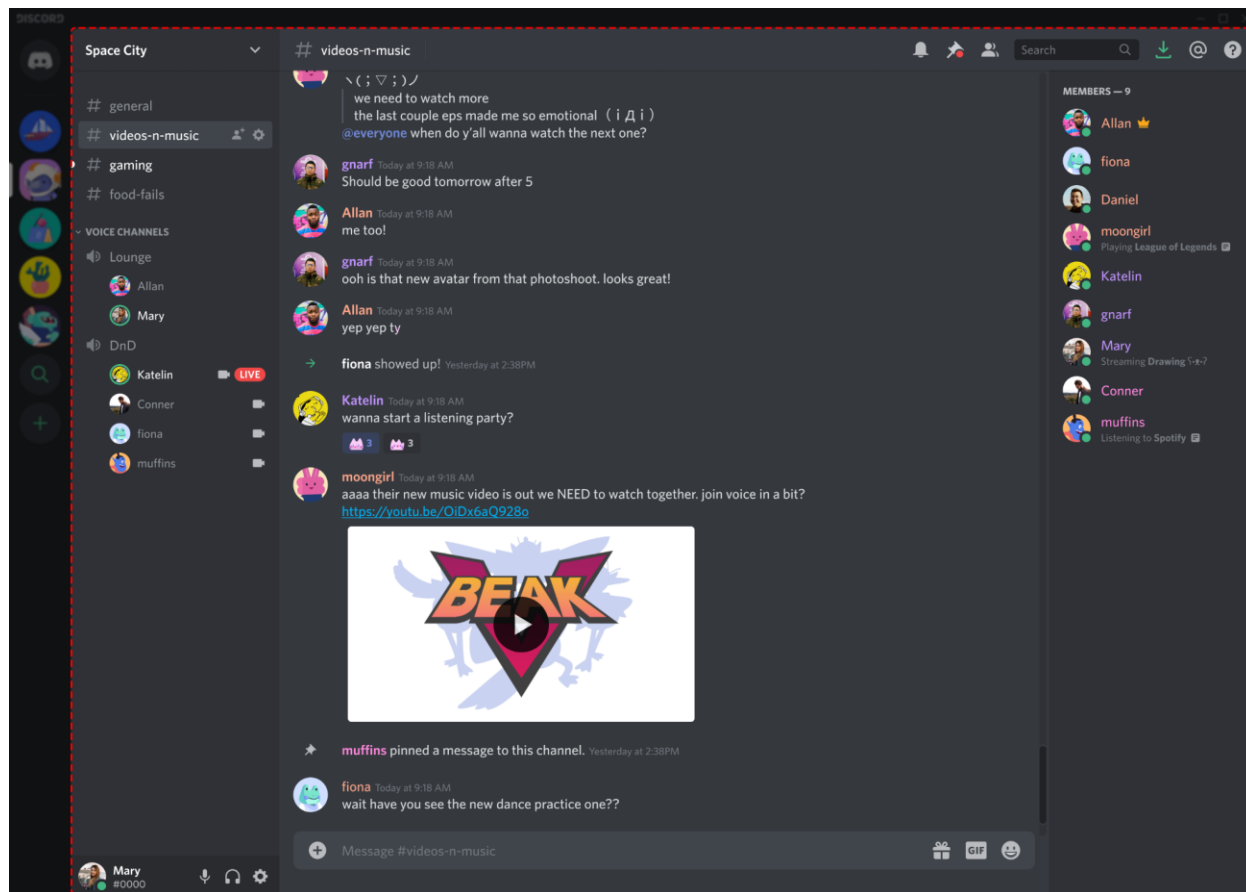 DISCORD
Space City
# general
# videos-n-music
# gaming
# food-fails
VOICE CHANNELS
Lounge
Allan
Mary
DnD
Katelin LIVE
Conner
fiona
muffins
Mary
#0000
# videos-n-music
Search
ヽ(；▽；)ノ
we need to watch more
the last couple eps made me so emotional （ｉДｉ）
@everyone when do y'all wanna watch the next one?
gnarf Today at 9:18 AM
Should be good tomorrow after 5
Allan Today at 9:18 AM
me too!
gnarf Today at 9:18 AM
ooh is that new avatar from that photoshoot. looks great!
Allan Today at 9:18 AM
yep yep ty
fiona showed up! Yesterday at 2:38PM
Katelin Today at 9:18 AM
wanna start a listening party?
3 3
moongirl Today at 9:18 AM
aaaa their new music video is out we NEED to watch together. join voice in a bit?
https://youtu.be/OiDx6aQ928o
BEAK
muffins pinned a message to this channel. Yesterday at 2:38PM
fiona Today at 9:18 AM
wait have you see the new dance practice one??
Message #videos-n-music
GIF
MEMBERS — 9
Allan
fiona
Daniel
moongirl
Playing League of Legends
Katelin
gnarf
Mary
Streaming Drawing
Conner
muffins
Listening to Spotify